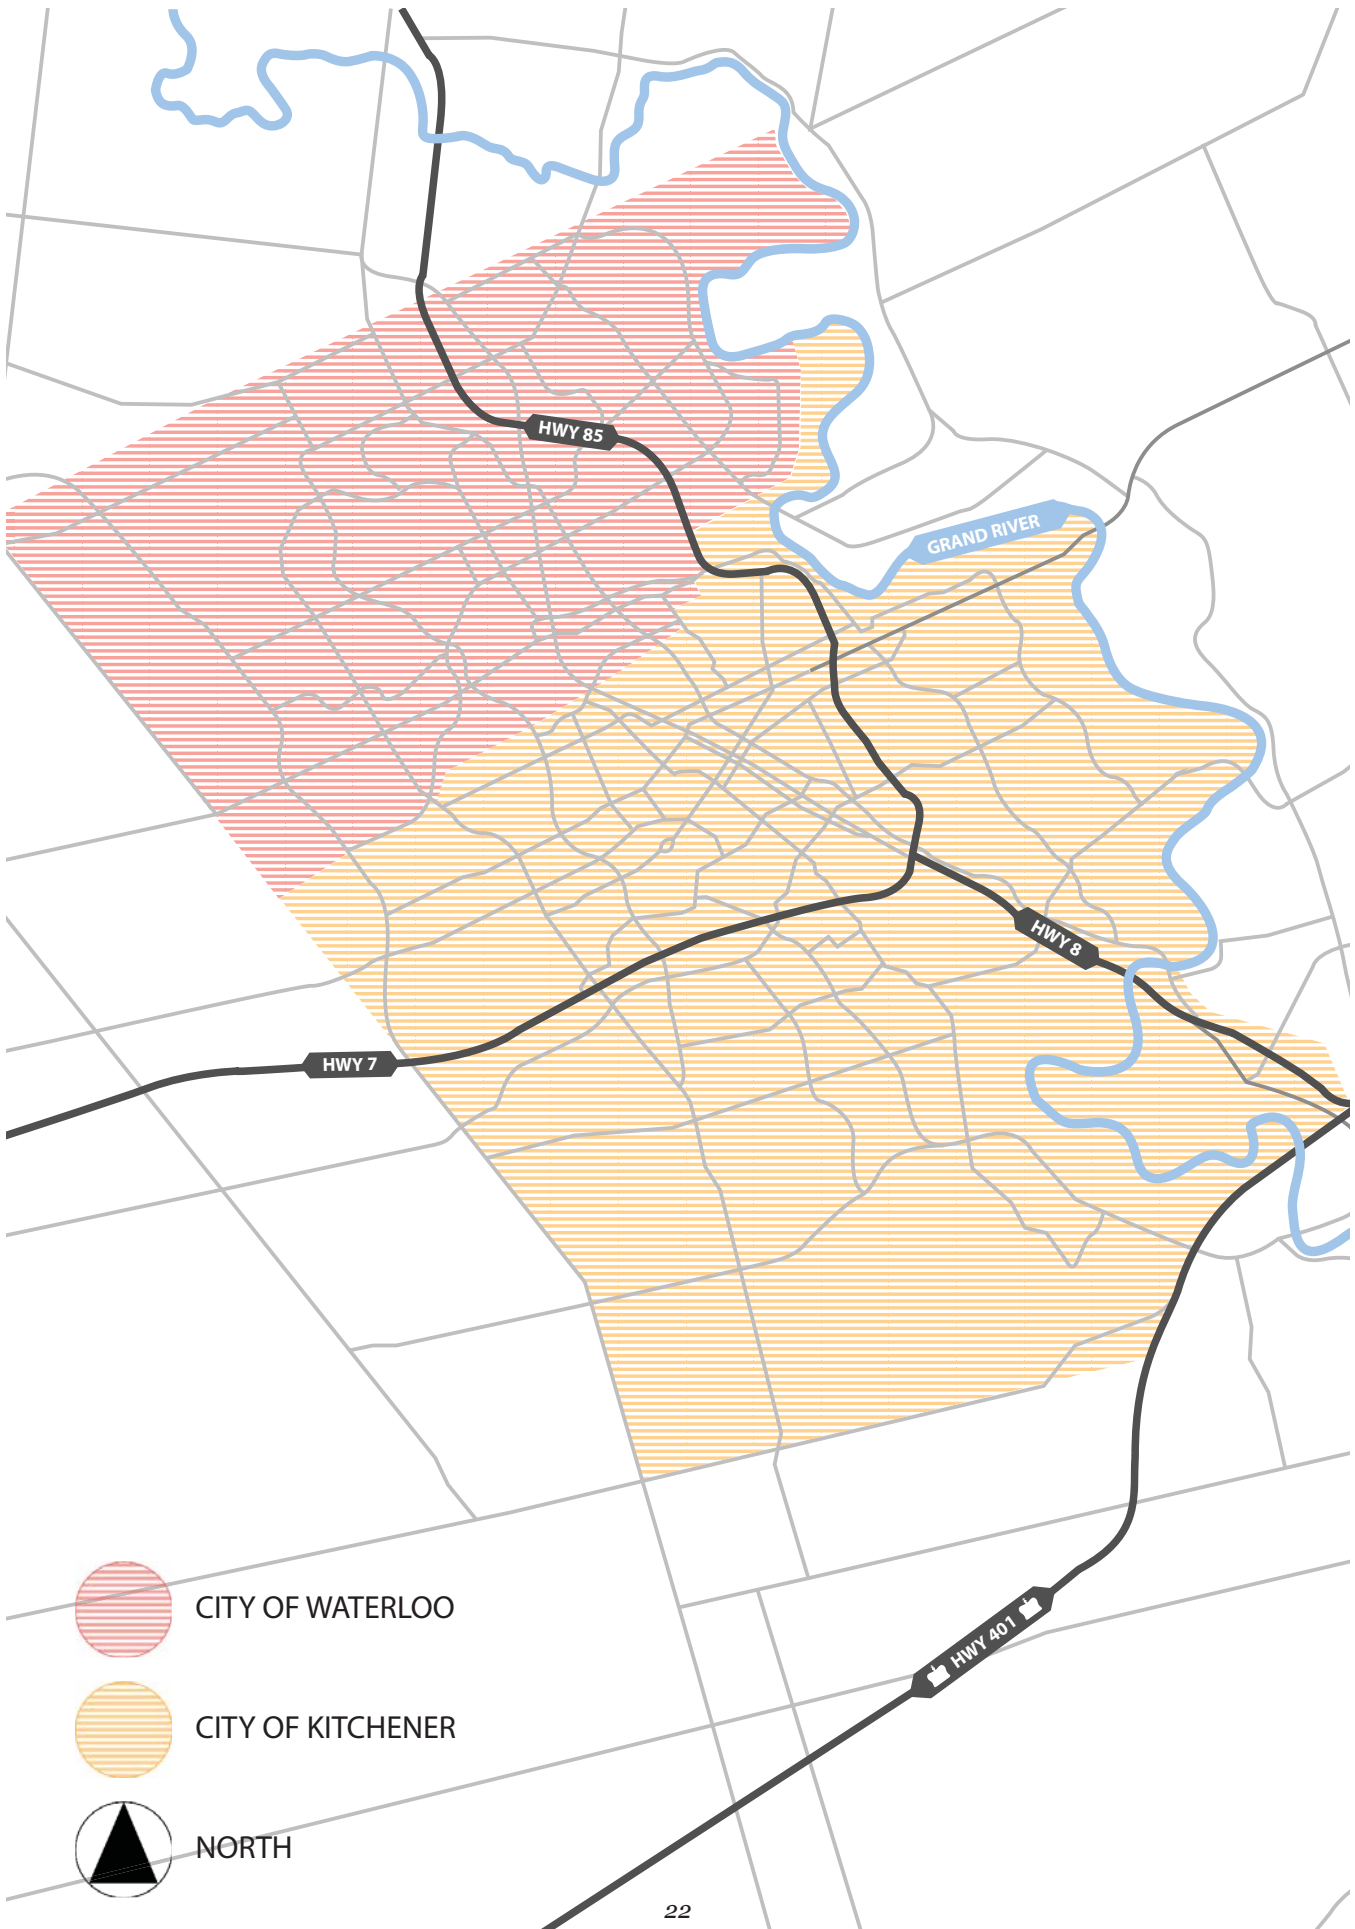 HWY 85
GRAND RIVER
HWY 8
HWY 7
HWY 401
CITY OF WATERLOO
CITY OF KITCHENER
NORTH
22